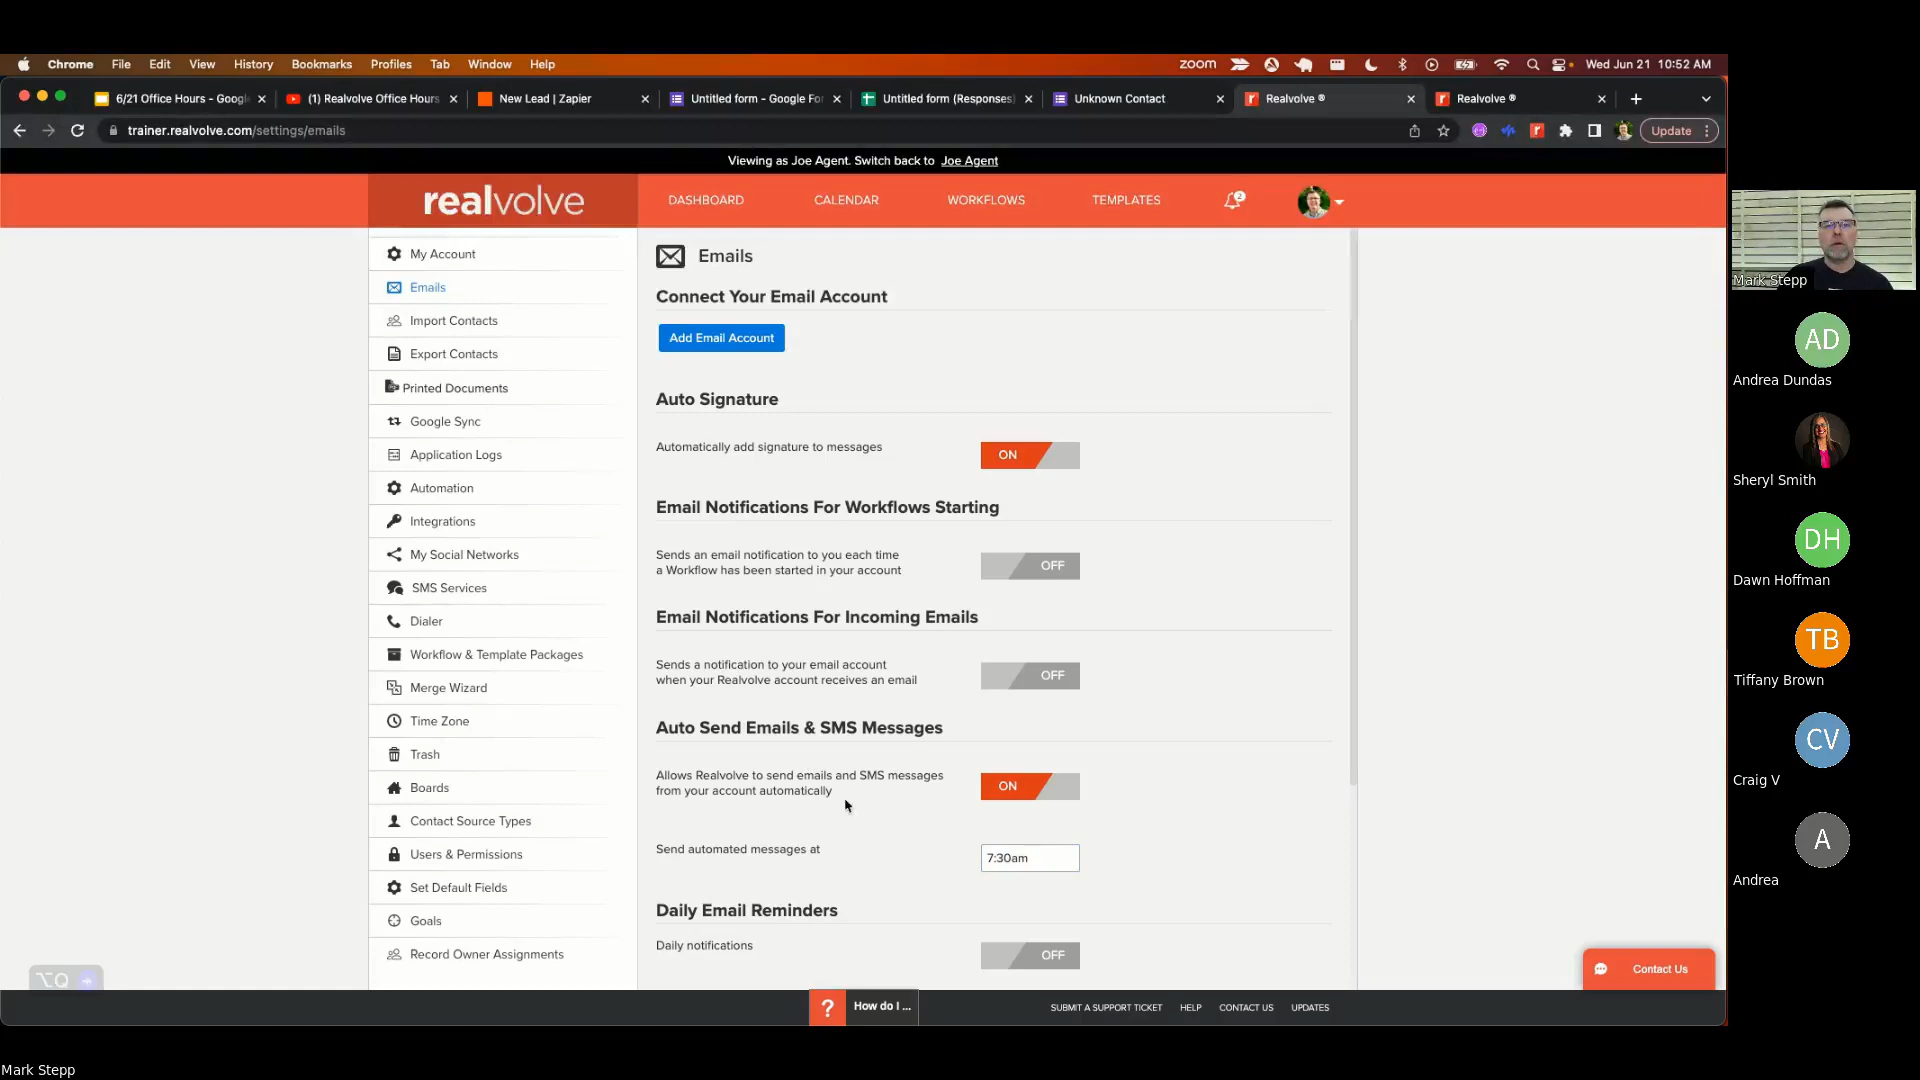 Chrome File Edit View History Bookmarks Profiles Tab Window Help zoom Wed Jun 21 10:52 AM
6/21 Office Hours - Googl (1) Realvolve Office Hours New Lead | Zapier Untitled form - Google Fo Untitled form (Responses) Unknown Contact Realvolve ® Realvolve ®
trainer.realvolve.com/settings/emails Update
Viewing as Joe Agent. Switch back to Joe Agent
realvolve DASHBOARD CALENDAR WORKFLOWS TEMPLATES 2
My Account
Emails
Import Contacts
Export Contacts
Printed Documents
Google Sync
Application Logs
Automation
Integrations
My Social Networks
SMS Services
Dialer
Workflow & Template Packages
Merge Wizard
Time Zone
Trash
Boards
Contact Source Types
Users & Permissions
Set Default Fields
Goals
Record Owner Assignments
Emails
Connect Your Email Account
Add Email Account
Auto Signature
Automatically add signature to messages
ON
Email Notifications For Workflows Starting
Sends an email notification to you each time
a Workflow has been started in your account
OFF
Email Notifications For Incoming Emails
Sends a notification to your email account
when your Realvolve account receives an email
OFF
Auto Send Emails & SMS Messages
Allows Realvolve to send emails and SMS messages
from your account automatically
ON
Send automated messages at
7:30am
Daily Email Reminders
Daily notifications
OFF
⌥Q
Contact Us
? How do I ...
SUBMIT A SUPPORT TICKET HELP CONTACT US UPDATES
Mark Stepp
AD
Andrea Dundas
Sheryl Smith
DH
Dawn Hoffman
TB
Tiffany Brown
CV
Craig V
A
Andrea
Mark Stepp